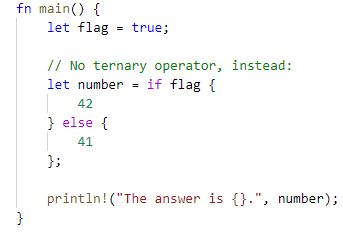 fn main() {
    let flag = true;

    // No ternary operator, instead:
    let number = if flag {
        42
    } else {
        41
    };

    println!("The answer is {}.", number);
}